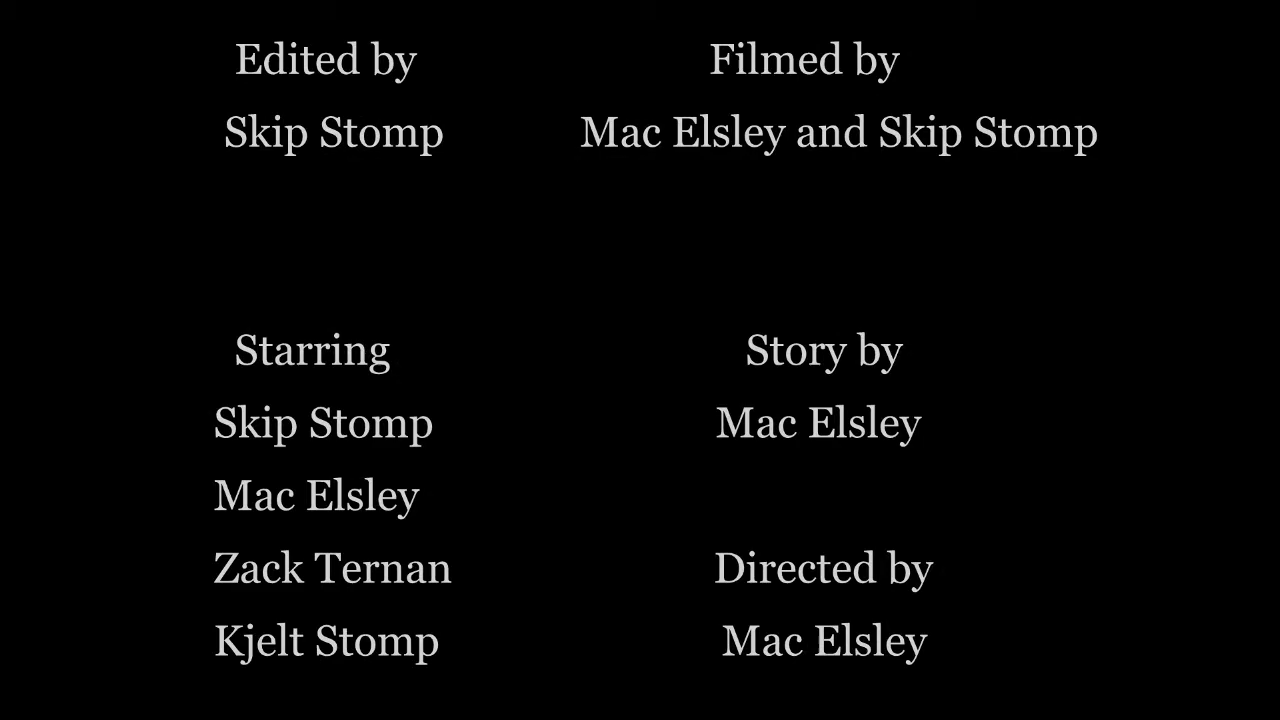 Edited by
Skip Stomp
Filmed by
Mac Elsley and Skip Stomp
Starring
Skip Stomp
Mac Elsley
Zack Ternan
Kjelt Stomp
Story by
Mac Elsley
Directed by
Mac Elsley